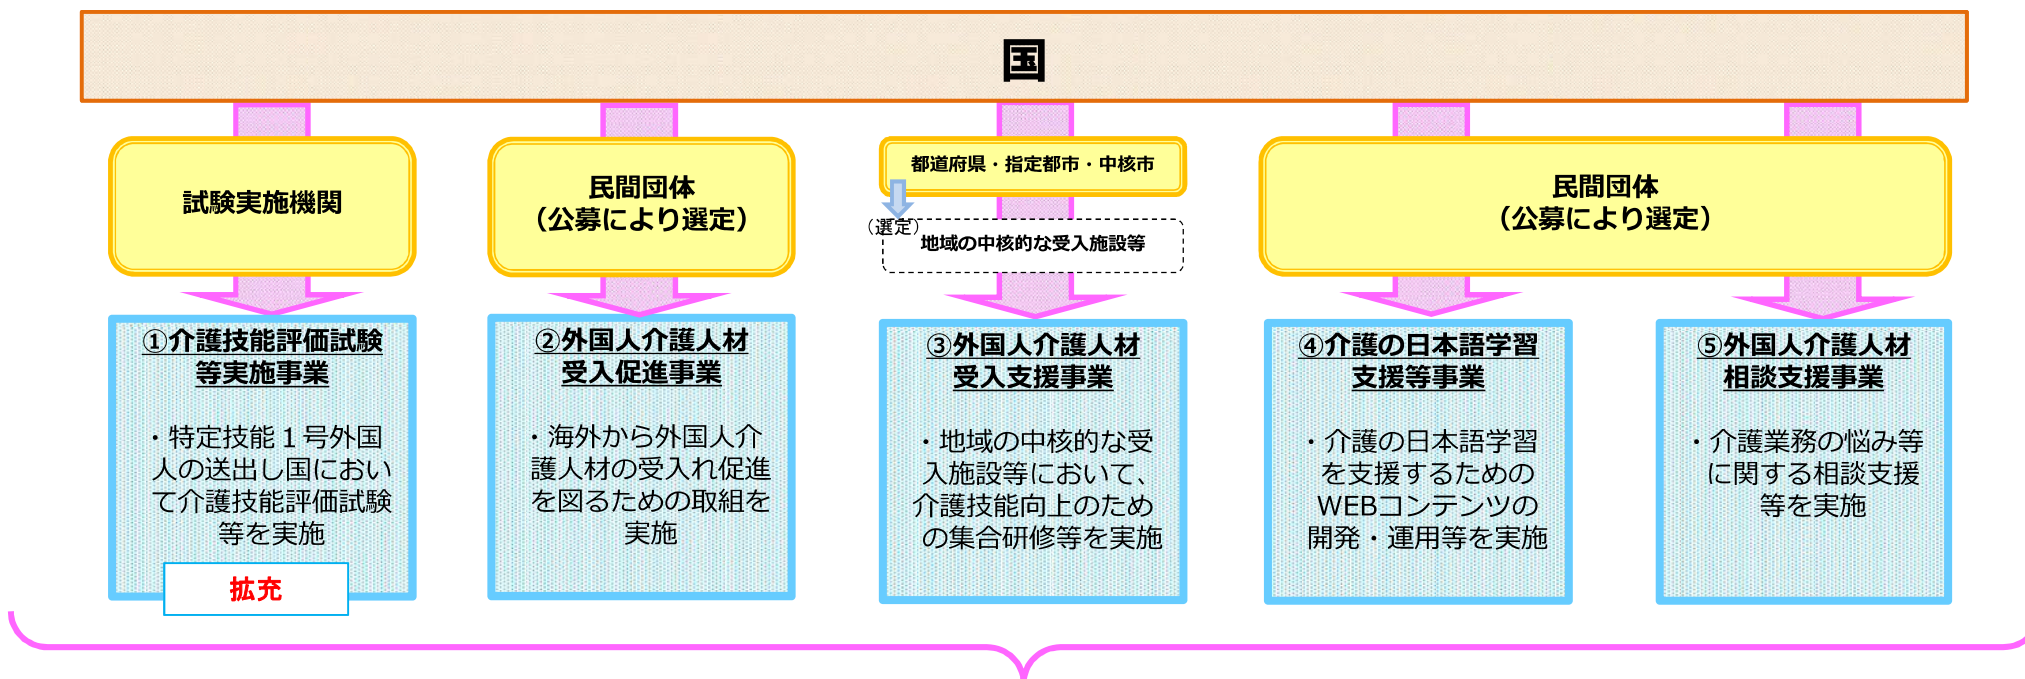 国
試験実施機関
民間団体
（公募により選定）
都道府県・指定都市・中核市
（選定）
地域の中核的な受入施設等
民間団体
（公募により選定）
①介護技能評価試験
等実施事業
・特定技能１号外国
人の送出し国におい
て介護技能評価試験
等を実施
拡充
②外国人介護人材
受入促進事業
・海外から外国人介
護人材の受入れ促進
を図るための取組を
実施
③外国人介護人材
受入支援事業
・地域の中核的な受
入施設等において、
介護技能向上のため
の集合研修等を実施
④介護の日本語学習
支援等事業
・介護の日本語学習
を支援するための
WEBコンテンツの
開発・運用等を実施
⑤外国人介護人材
相談支援事業
・介護業務の悩み等
に関する相談支援
等を実施